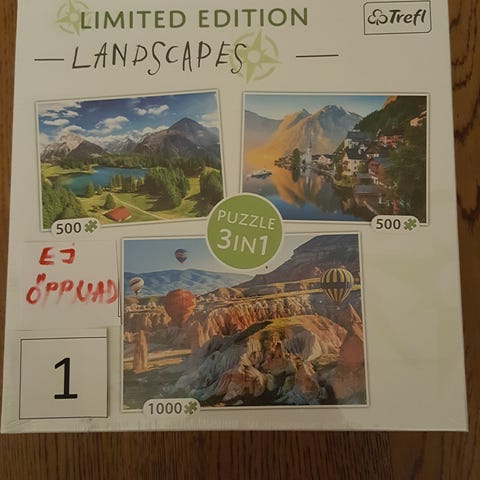 LIMITED EDITION
Trefl
LANDSCAPES
500
500
PUZZLE
3IN1
EJ
ÖPPNAD
1
1000